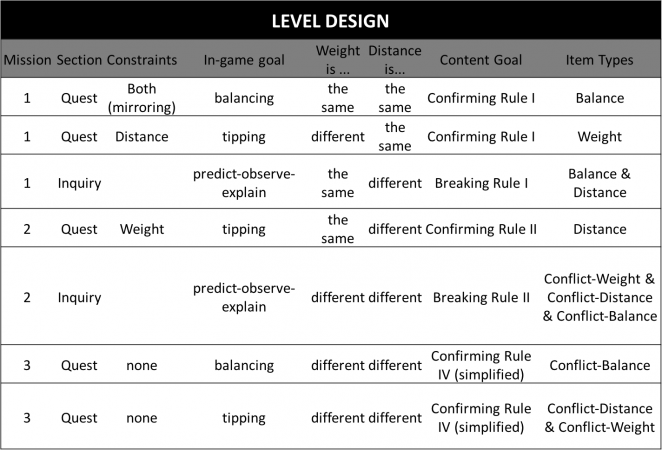 LEVEL DESIGN
Mission Section Constraints In-game goal Weight is ... Distance is... Content Goal Item Types
1 Quest Both (mirroring) balancing the same the same Confirming Rule I Balance
1 Quest Distance tipping different the same Confirming Rule I Weight
1 Inquiry predict-observe-explain the same different Breaking Rule I Balance & Distance
2 Quest Weight tipping the same different Confirming Rule II Distance
2 Inquiry predict-observe-explain different different Breaking Rule II Conflict-Weight & Conflict-Distance & Conflict-Balance
3 Quest none balancing different different Confirming Rule IV (simplified) Conflict-Balance
3 Quest none tipping different different Confirming Rule IV (simplified) Conflict-Distance & Conflict-Weight